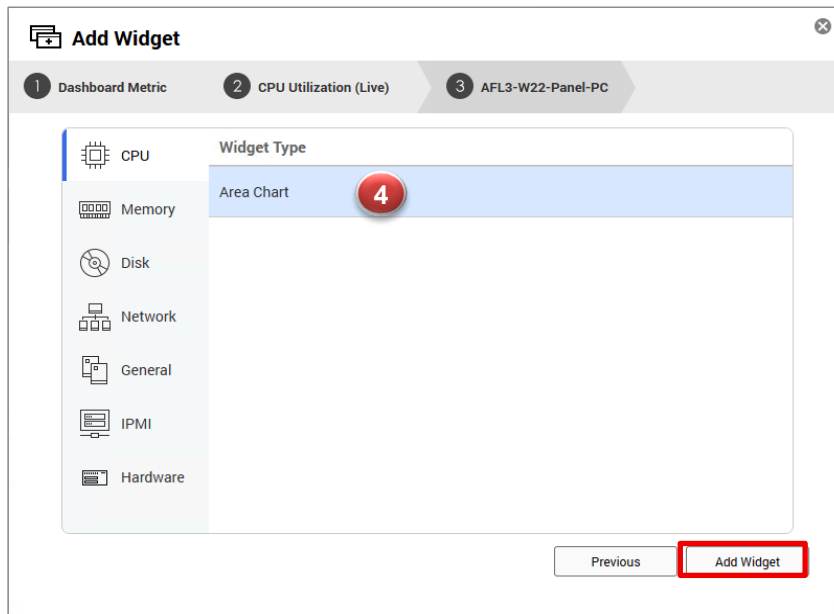 Add Widget
1 Dashboard Metric 2 CPU Utilization (Live) 3 AFL3-W22-Panel-PC
CPU
Memory
Disk
Network
General
IPMI
Hardware
Widget Type
Area Chart 4
Previous Add Widget